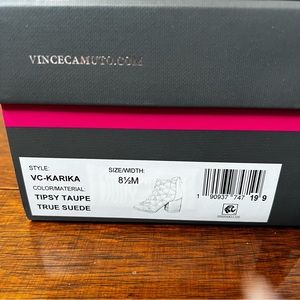 VINCECAMUTO.COM
STYLE:
VC-KARIKA
COLOR/MATERIAL:
TIPSY TAUPE
TRUE SUEDE
SIZE/WIDTH:
8½M
1 90937 747 19 9